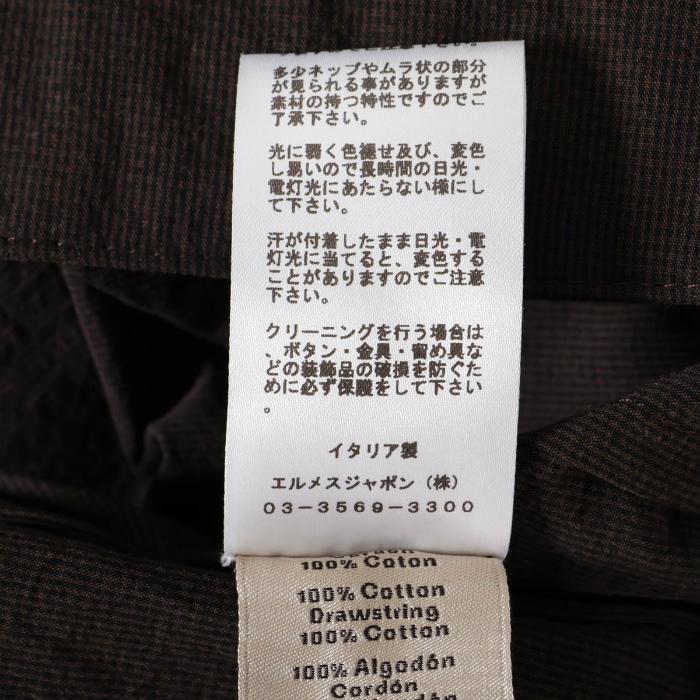 多少ネップやムラ状の部分
が見られる事がありますが
素材の持つ特性ですのでご
了承下さい。
光に弱く色褪せ及び、変色
し易いので長時間の日光・
電灯光にあたらない様にし
て下さい。
汗が付着したまま日光・電
灯光に当てると、変色する
ことがありますのでご注意
下さい。
クリーニングを行う場合は
、ボタン・金具・留め具な
どの装飾品の破損を防ぐた
めに必ず保護をして下さい
。
イタリア製
エルメスジャポン（株）
03-3569-3300
100% Coton
100% Cotton
Drawstring
100% Cotton
100% Algodón
Cordón